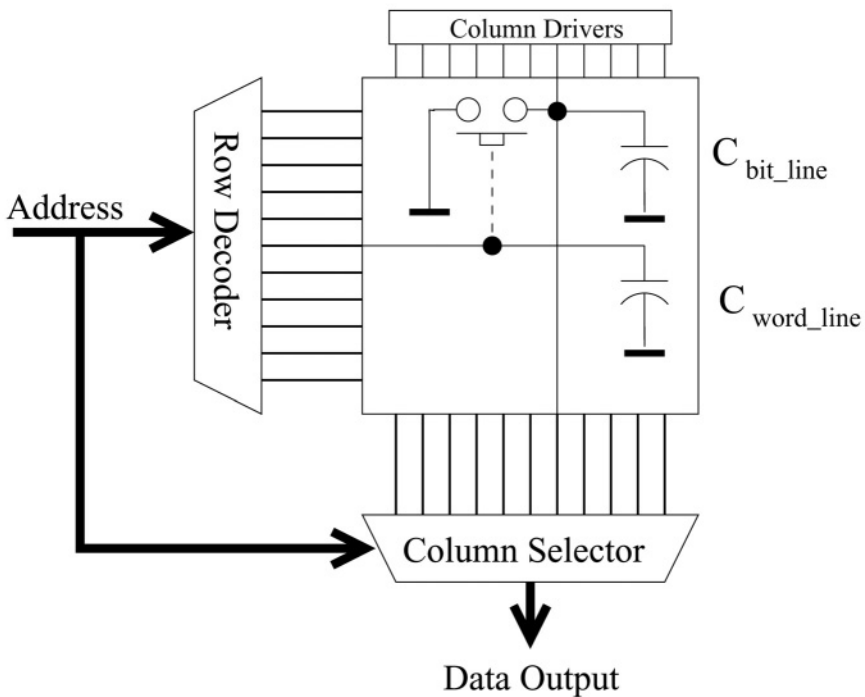 Column Drivers
Row Decoder
Address
C bit_line
C word_line
Column Selector
Data Output